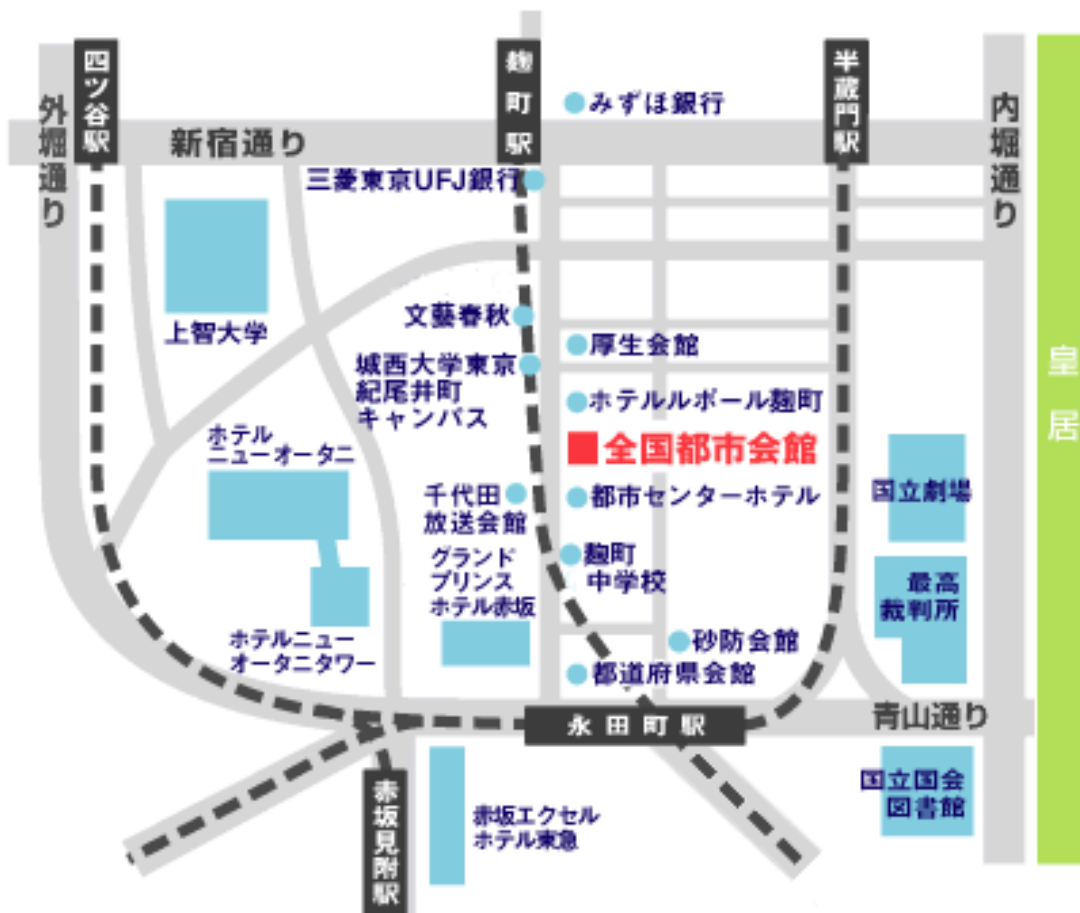 四ツ谷駅
麹町駅
半蔵門駅
外堀通り
内堀通り
みずほ銀行
新宿通り
三菱東京UFJ銀行
上智大学
文藝春秋
厚生会館
城西大学東京
紀尾井町
キャンパス
皇居
ホテルルポール麹町
ホテル
ニューオータニ
全国都市会館
千代田
放送会館
都市センターホテル
国立劇場
グランド
プリンス
ホテル赤坂
麹町
中学校
最高
裁判所
ホテルニュー
オータニタワー
砂防会館
都道府県会館
永田町駅
青山通り
赤坂見附駅
赤坂エクセル
ホテル東急
国立国会
図書館